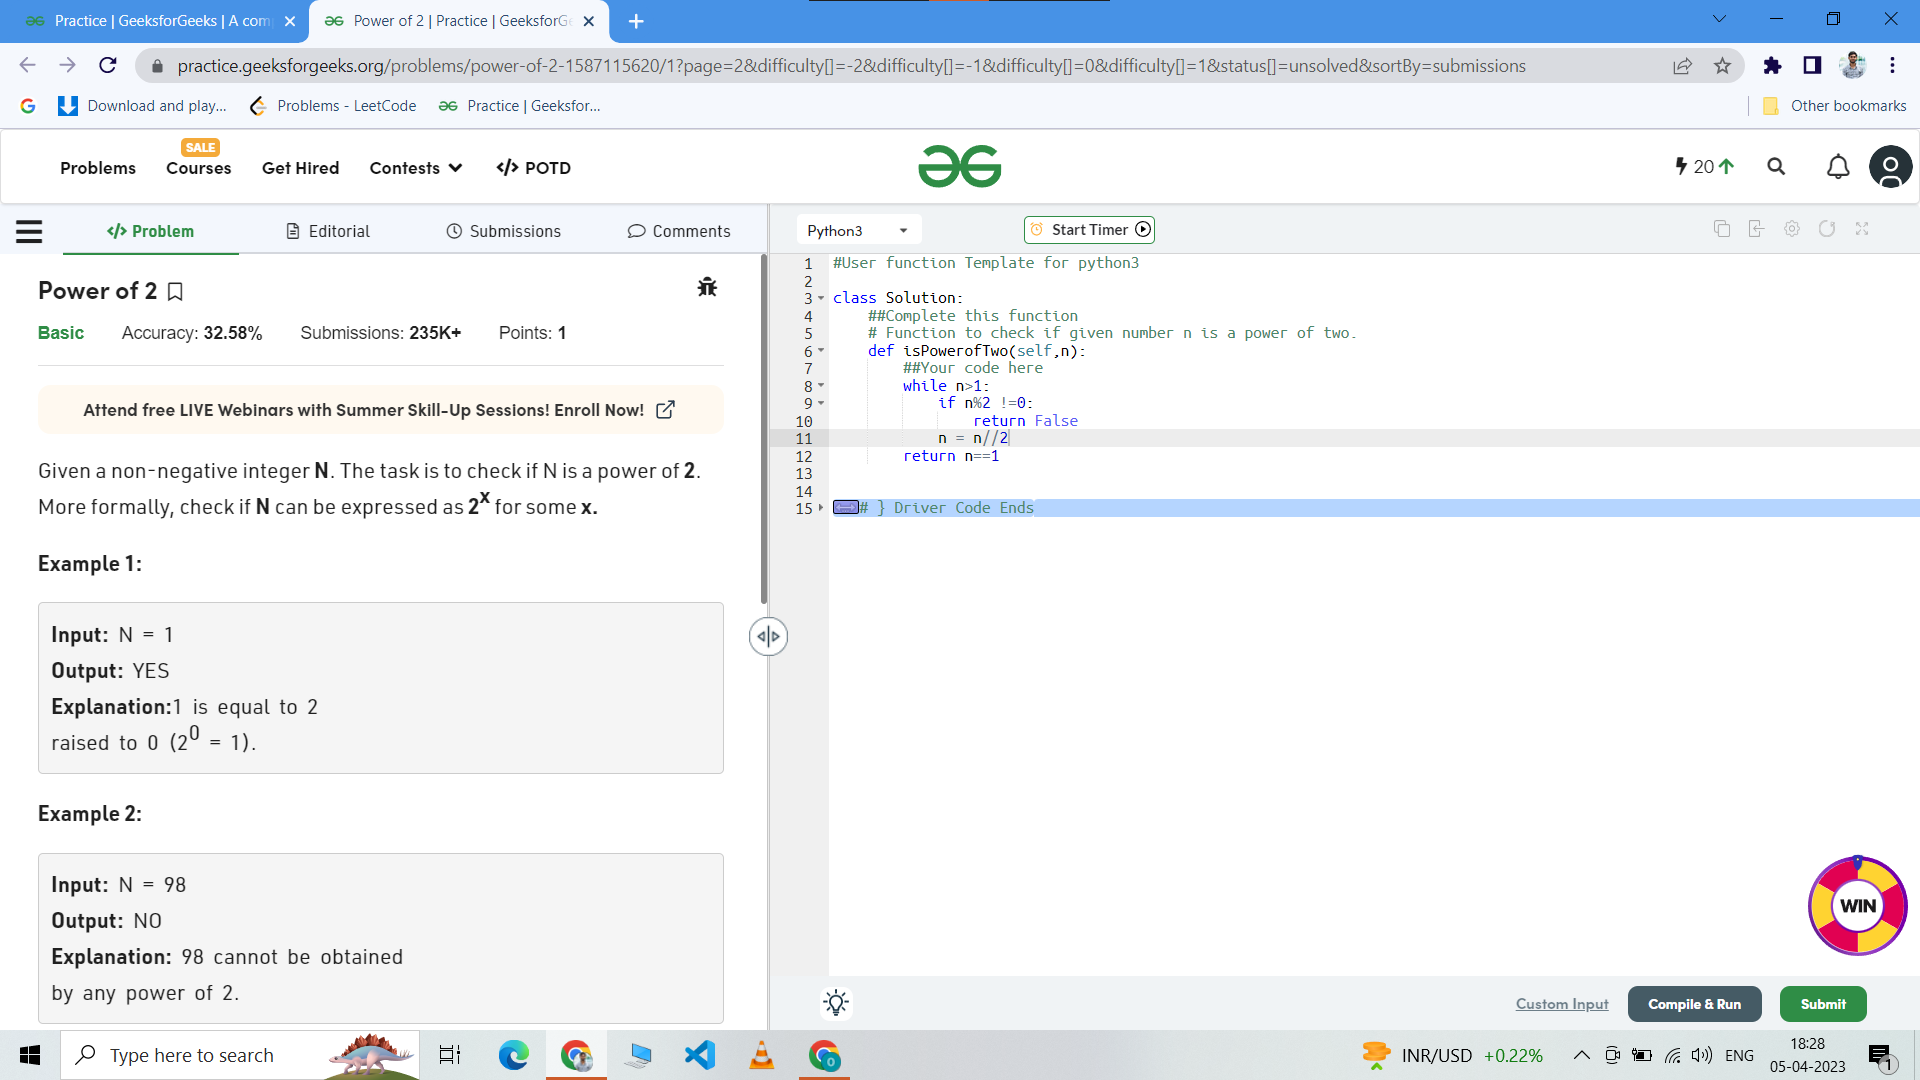 Practice | GeeksforGeeks | A com
Power of 2 | Practice | GeeksforGe
practice.geeksforgeeks.org/problems/power-of-2-1587115620/1?page=2&difficulty[]=-2&difficulty[]=-1&difficulty[]=0&difficulty[]=1&status[]=unsolved&sortBy=submissions
Download and play...
Problems - LeetCode
Practice | Geeksfor...
Other bookmarks
SALE
Problems
Courses
Get Hired
Contests
</> POTD
20
</> Problem
Editorial
Submissions
Comments
Python3
Start Timer
Power of 2
Basic
Accuracy: 32.58%
Submissions: 235K+
Points: 1
Attend free LIVE Webinars with Summer Skill-Up Sessions! Enroll Now!
Given a non-negative integer N. The task is to check if N is a power of 2.
More formally, check if N can be expressed as 2^x for some x.
Example 1:
Input: N = 1
Output: YES
Explanation:1 is equal to 2
raised to 0 (2^0 = 1).
Example 2:
Input: N = 98
Output: NO
Explanation: 98 cannot be obtained
by any power of 2.
1 #User function Template for python3
2
3 class Solution:
4 ##Complete this function
5 # Function to check if given number n is a power of two.
6 def isPowerofTwo(self,n):
7 ##Your code here
8 while n>1:
9 if n%2 !=0:
10 return False
11 n = n//2
12 return n==1
13
14
15 # } Driver Code Ends
WIN
Custom Input
Compile & Run
Submit
Type here to search
INR/USD +0.22%
ENG
18:28
05-04-2023
1